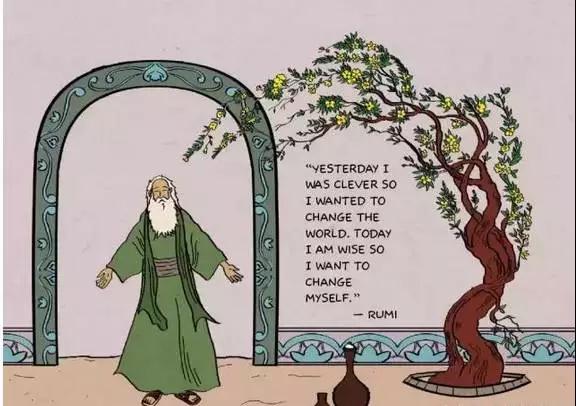 "YESTERDAY I
WAS CLEVER SO
I WANTED TO
CHANGE THE
WORLD. TODAY
I AM WISE SO
I WANT TO
CHANGE
MYSELF."
— RUMI